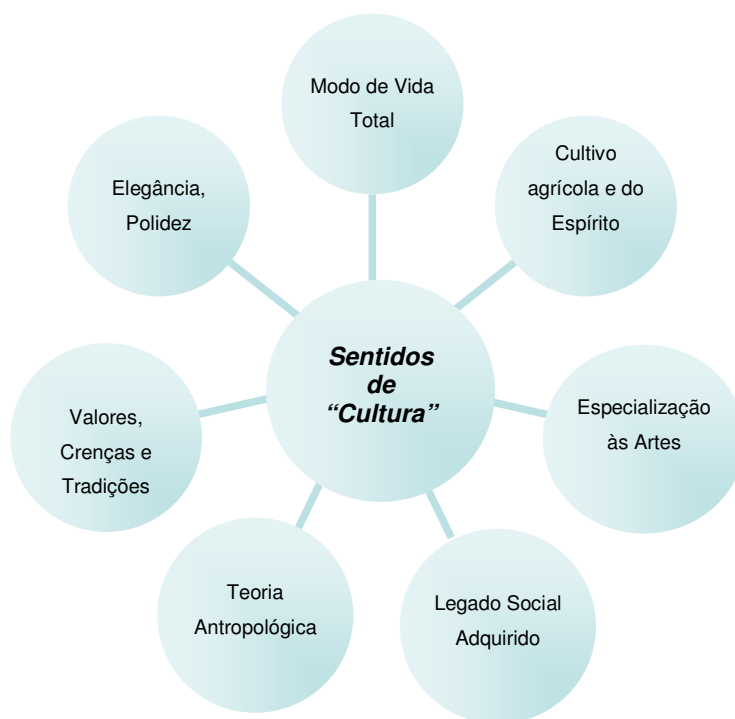 Modo de Vida
Total
Cultivo
agrícola e do
Espírito
Elegância,
Polidez
Sentidos
de
“Cultura”
Especialização
às Artes
Valores,
Crenças e
Tradições
Teoria
Antropológica
Legado Social
Adquirido